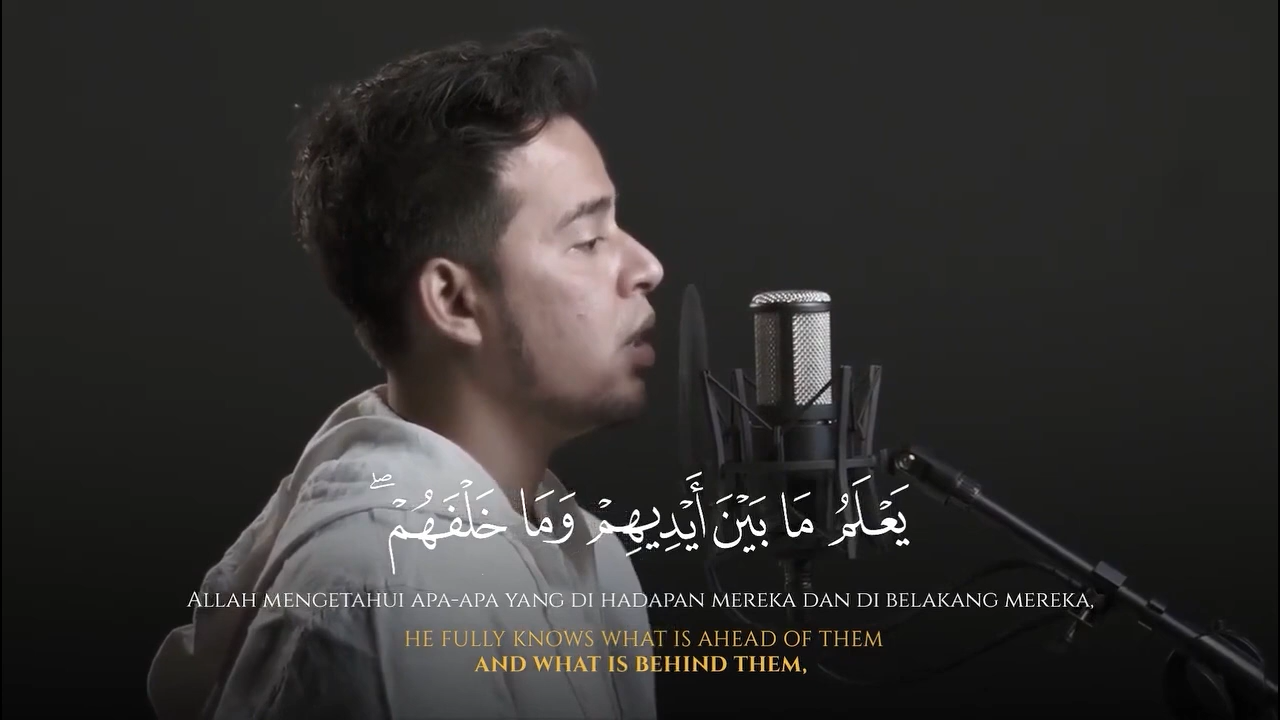 يَعْلَمُ مَا بَيْنَ أَيْدِيهِمْ وَمَا خَلْفَهُمْ ۖ
ALLAH MENGETAHUI APA-APA YANG DI HADAPAN MEREKA DAN DI BELAKANG MEREKA,
HE FULLY KNOWS WHAT IS AHEAD OF THEM
AND WHAT IS BEHIND THEM,